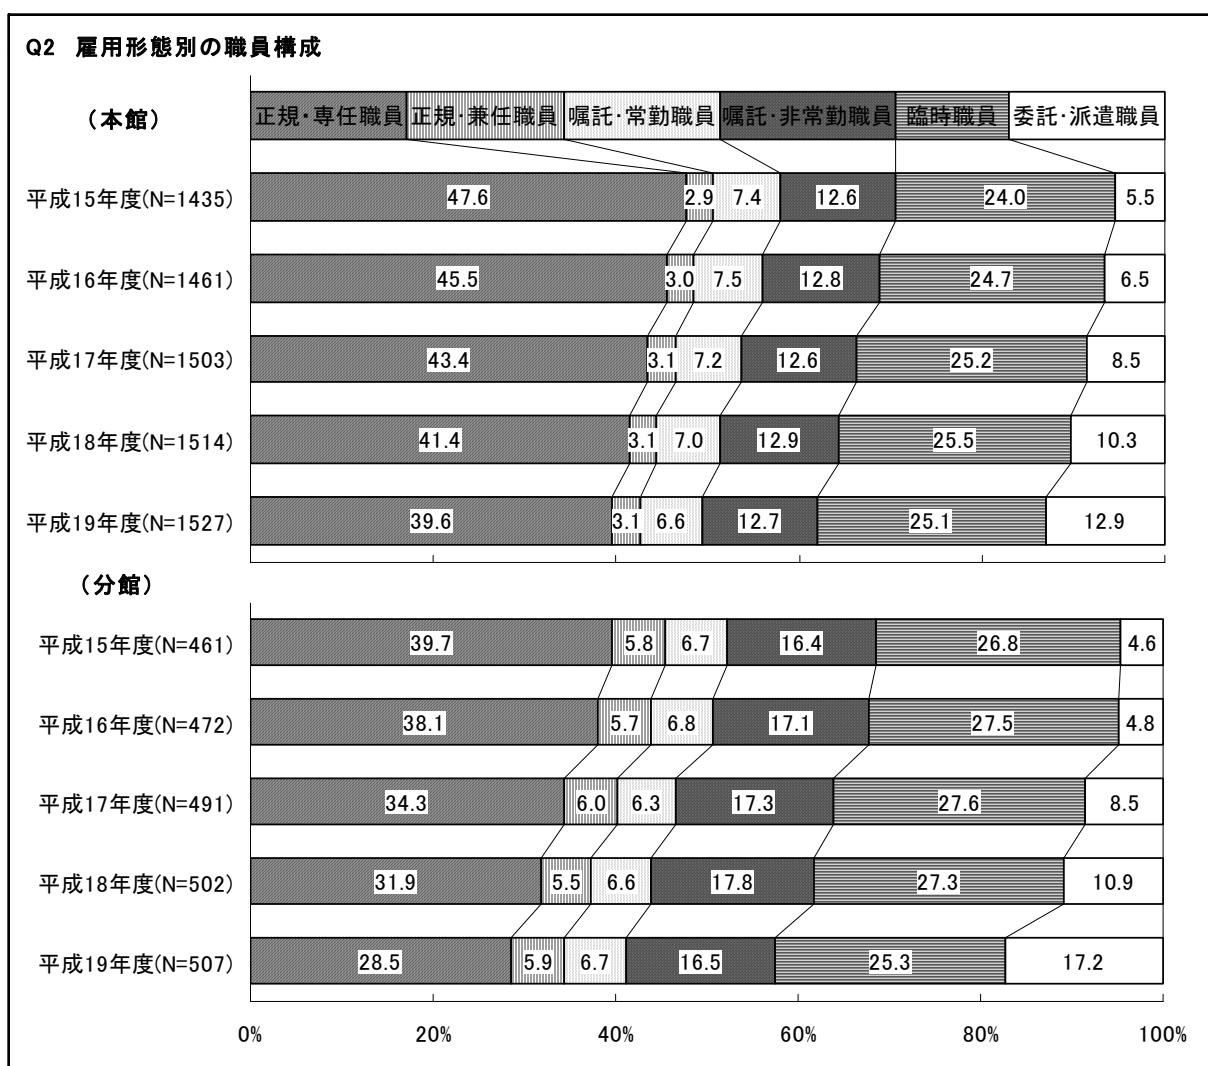 Q2 雇用形態別の職員構成
（本館）
正規・専任職員 正規・兼任職員 嘱託・常勤職員 嘱託・非常勤職員 臨時職員 委託・派遣職員
平成15年度(N=1435) 47.6 2.9 7.4 12.6 24.0 5.5
平成16年度(N=1461) 45.5 3.0 7.5 12.8 24.7 6.5
平成17年度(N=1503) 43.4 3.1 7.2 12.6 25.2 8.5
平成18年度(N=1514) 41.4 3.1 7.0 12.9 25.5 10.3
平成19年度(N=1527) 39.6 3.1 6.6 12.7 25.1 12.9
（分館）
平成15年度(N=461) 39.7 5.8 6.7 16.4 26.8 4.6
平成16年度(N=472) 38.1 5.7 6.8 17.1 27.5 4.8
平成17年度(N=491) 34.3 6.0 6.3 17.3 27.6 8.5
平成18年度(N=502) 31.9 5.5 6.6 17.8 27.3 10.9
平成19年度(N=507) 28.5 5.9 6.7 16.5 25.3 17.2
0% 20% 40% 60% 80% 100%